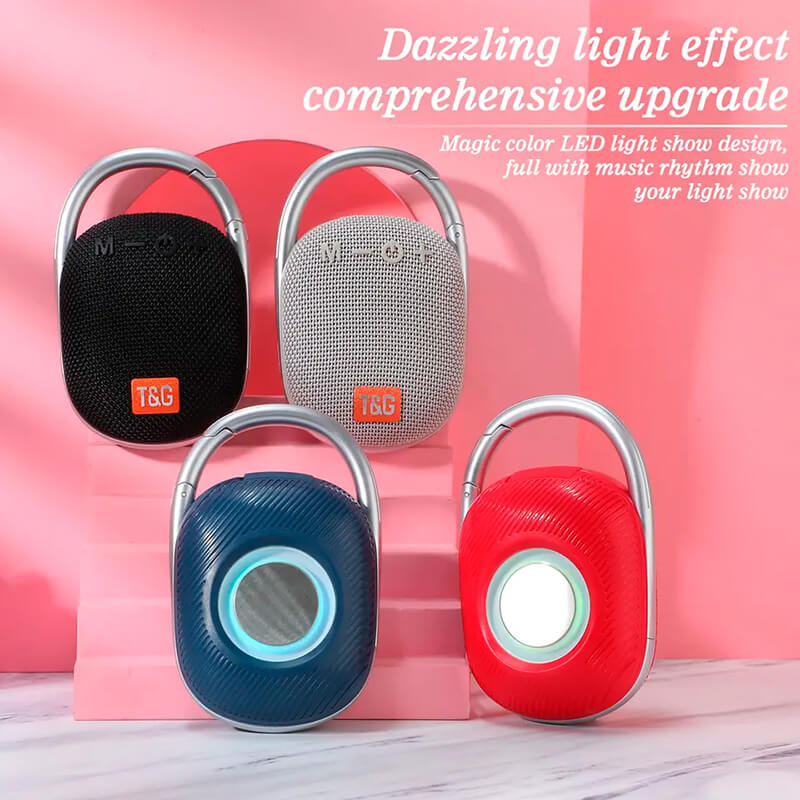 Dazzling light effect
comprehensive upgrade
Magic color LED light show design,
full with music rhythm show
your light show
M − +
M − +
T&G
T&G